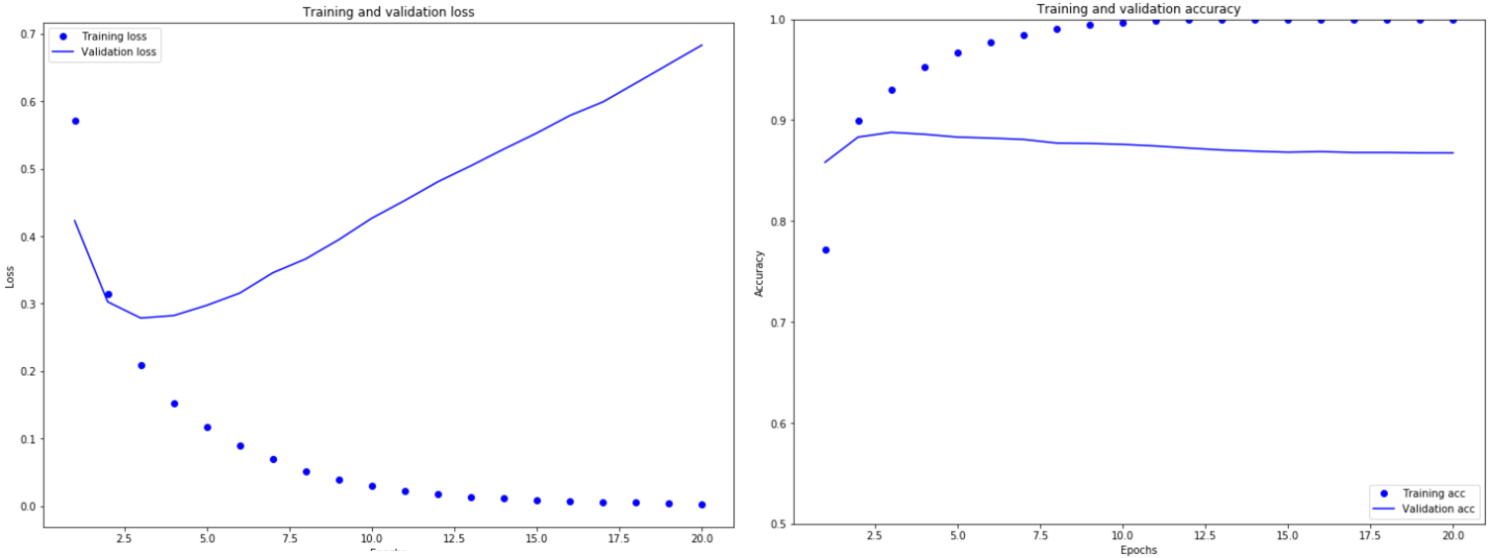 Training and validation loss
Training loss
Validation loss
0.7
0.6
0.5
0.4
0.3
0.2
0.1
0.0
Loss
2.5 5.0 7.5 10.0 12.5 15.0 17.5 20.0
Training and validation accuracy
1.0
0.9
0.8
0.7
0.6
0.5
Accuracy
Training acc
Validation acc
2.5 5.0 7.5 10.0 12.5 15.0 17.5 20.0
Epochs